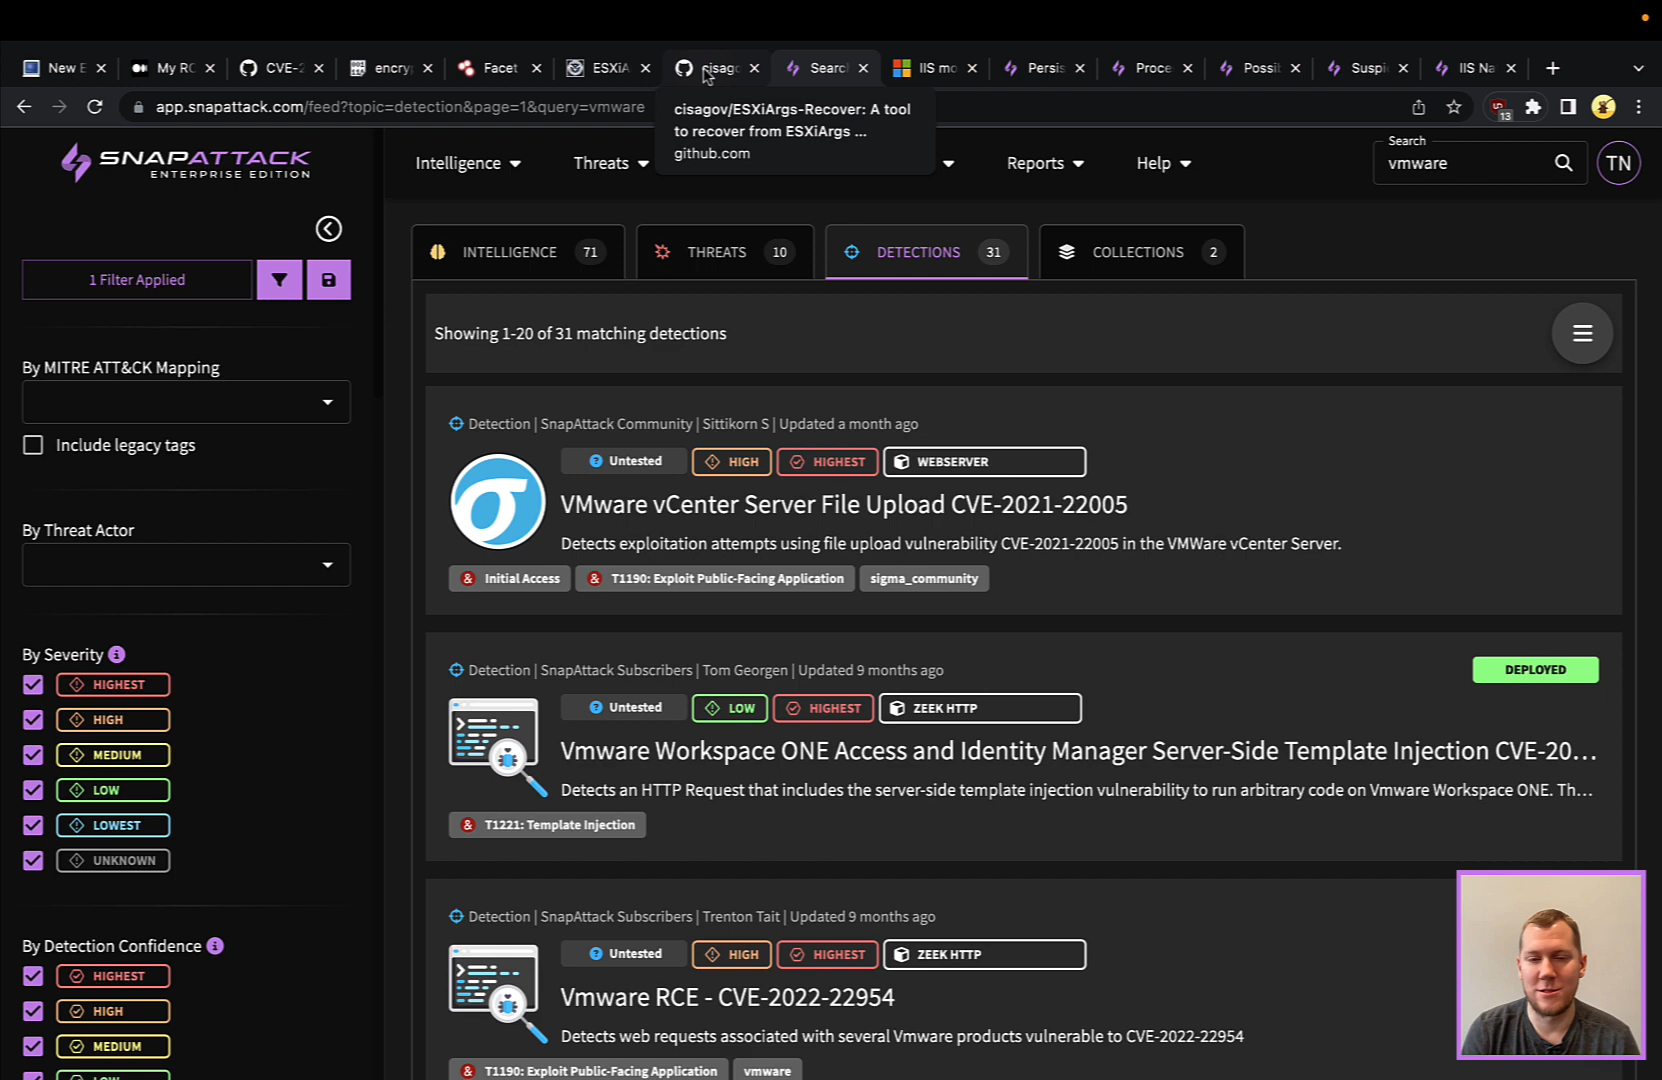 New E
My RC
CVE-2
encry
Facet
ESXiA
cisag
Searc
IIS mo
Persis
Proce
Possib
Suspi
IIS Na
app.snapattack.com/feed?topic=detection&page=1&query=vmware
13
cisagov/ESXiArgs-Recover: A tool
to recover from ESXiArgs ...
github.com
SNAPATTACK
ENTERPRISE EDITION
Intelligence
Threats
Reports
Help
Search
vmware
TN
1 Filter Applied
By MITRE ATT&CK Mapping
Include legacy tags
By Threat Actor
By Severity
HIGHEST
HIGH
MEDIUM
LOW
LOWEST
UNKNOWN
By Detection Confidence
HIGHEST
HIGH
MEDIUM
INTELLIGENCE 71
THREATS 10
DETECTIONS 31
COLLECTIONS 2
Showing 1-20 of 31 matching detections
Detection | SnapAttack Community | Sittikorn S | Updated a month ago
Untested HIGH HIGHEST WEBSERVER
VMware vCenter Server File Upload CVE-2021-22005
Detects exploitation attempts using file upload vulnerability CVE-2021-22005 in the VMWare vCenter Server.
Initial Access T1190: Exploit Public-Facing Application sigma_community
Detection | SnapAttack Subscribers | Tom Georgen | Updated 9 months ago
DEPLOYED
Untested LOW HIGHEST ZEEK HTTP
Vmware Workspace ONE Access and Identity Manager Server-Side Template Injection CVE-20...
Detects an HTTP Request that includes the server-side template injection vulnerability to run arbitrary code on Vmware Workspace ONE. Th...
T1221: Template Injection
Detection | SnapAttack Subscribers | Trenton Tait | Updated 9 months ago
Untested HIGH HIGHEST ZEEK HTTP
Vmware RCE - CVE-2022-22954
Detects web requests associated with several Vmware products vulnerable to CVE-2022-22954
T1190: Exploit Public-Facing Application vmware